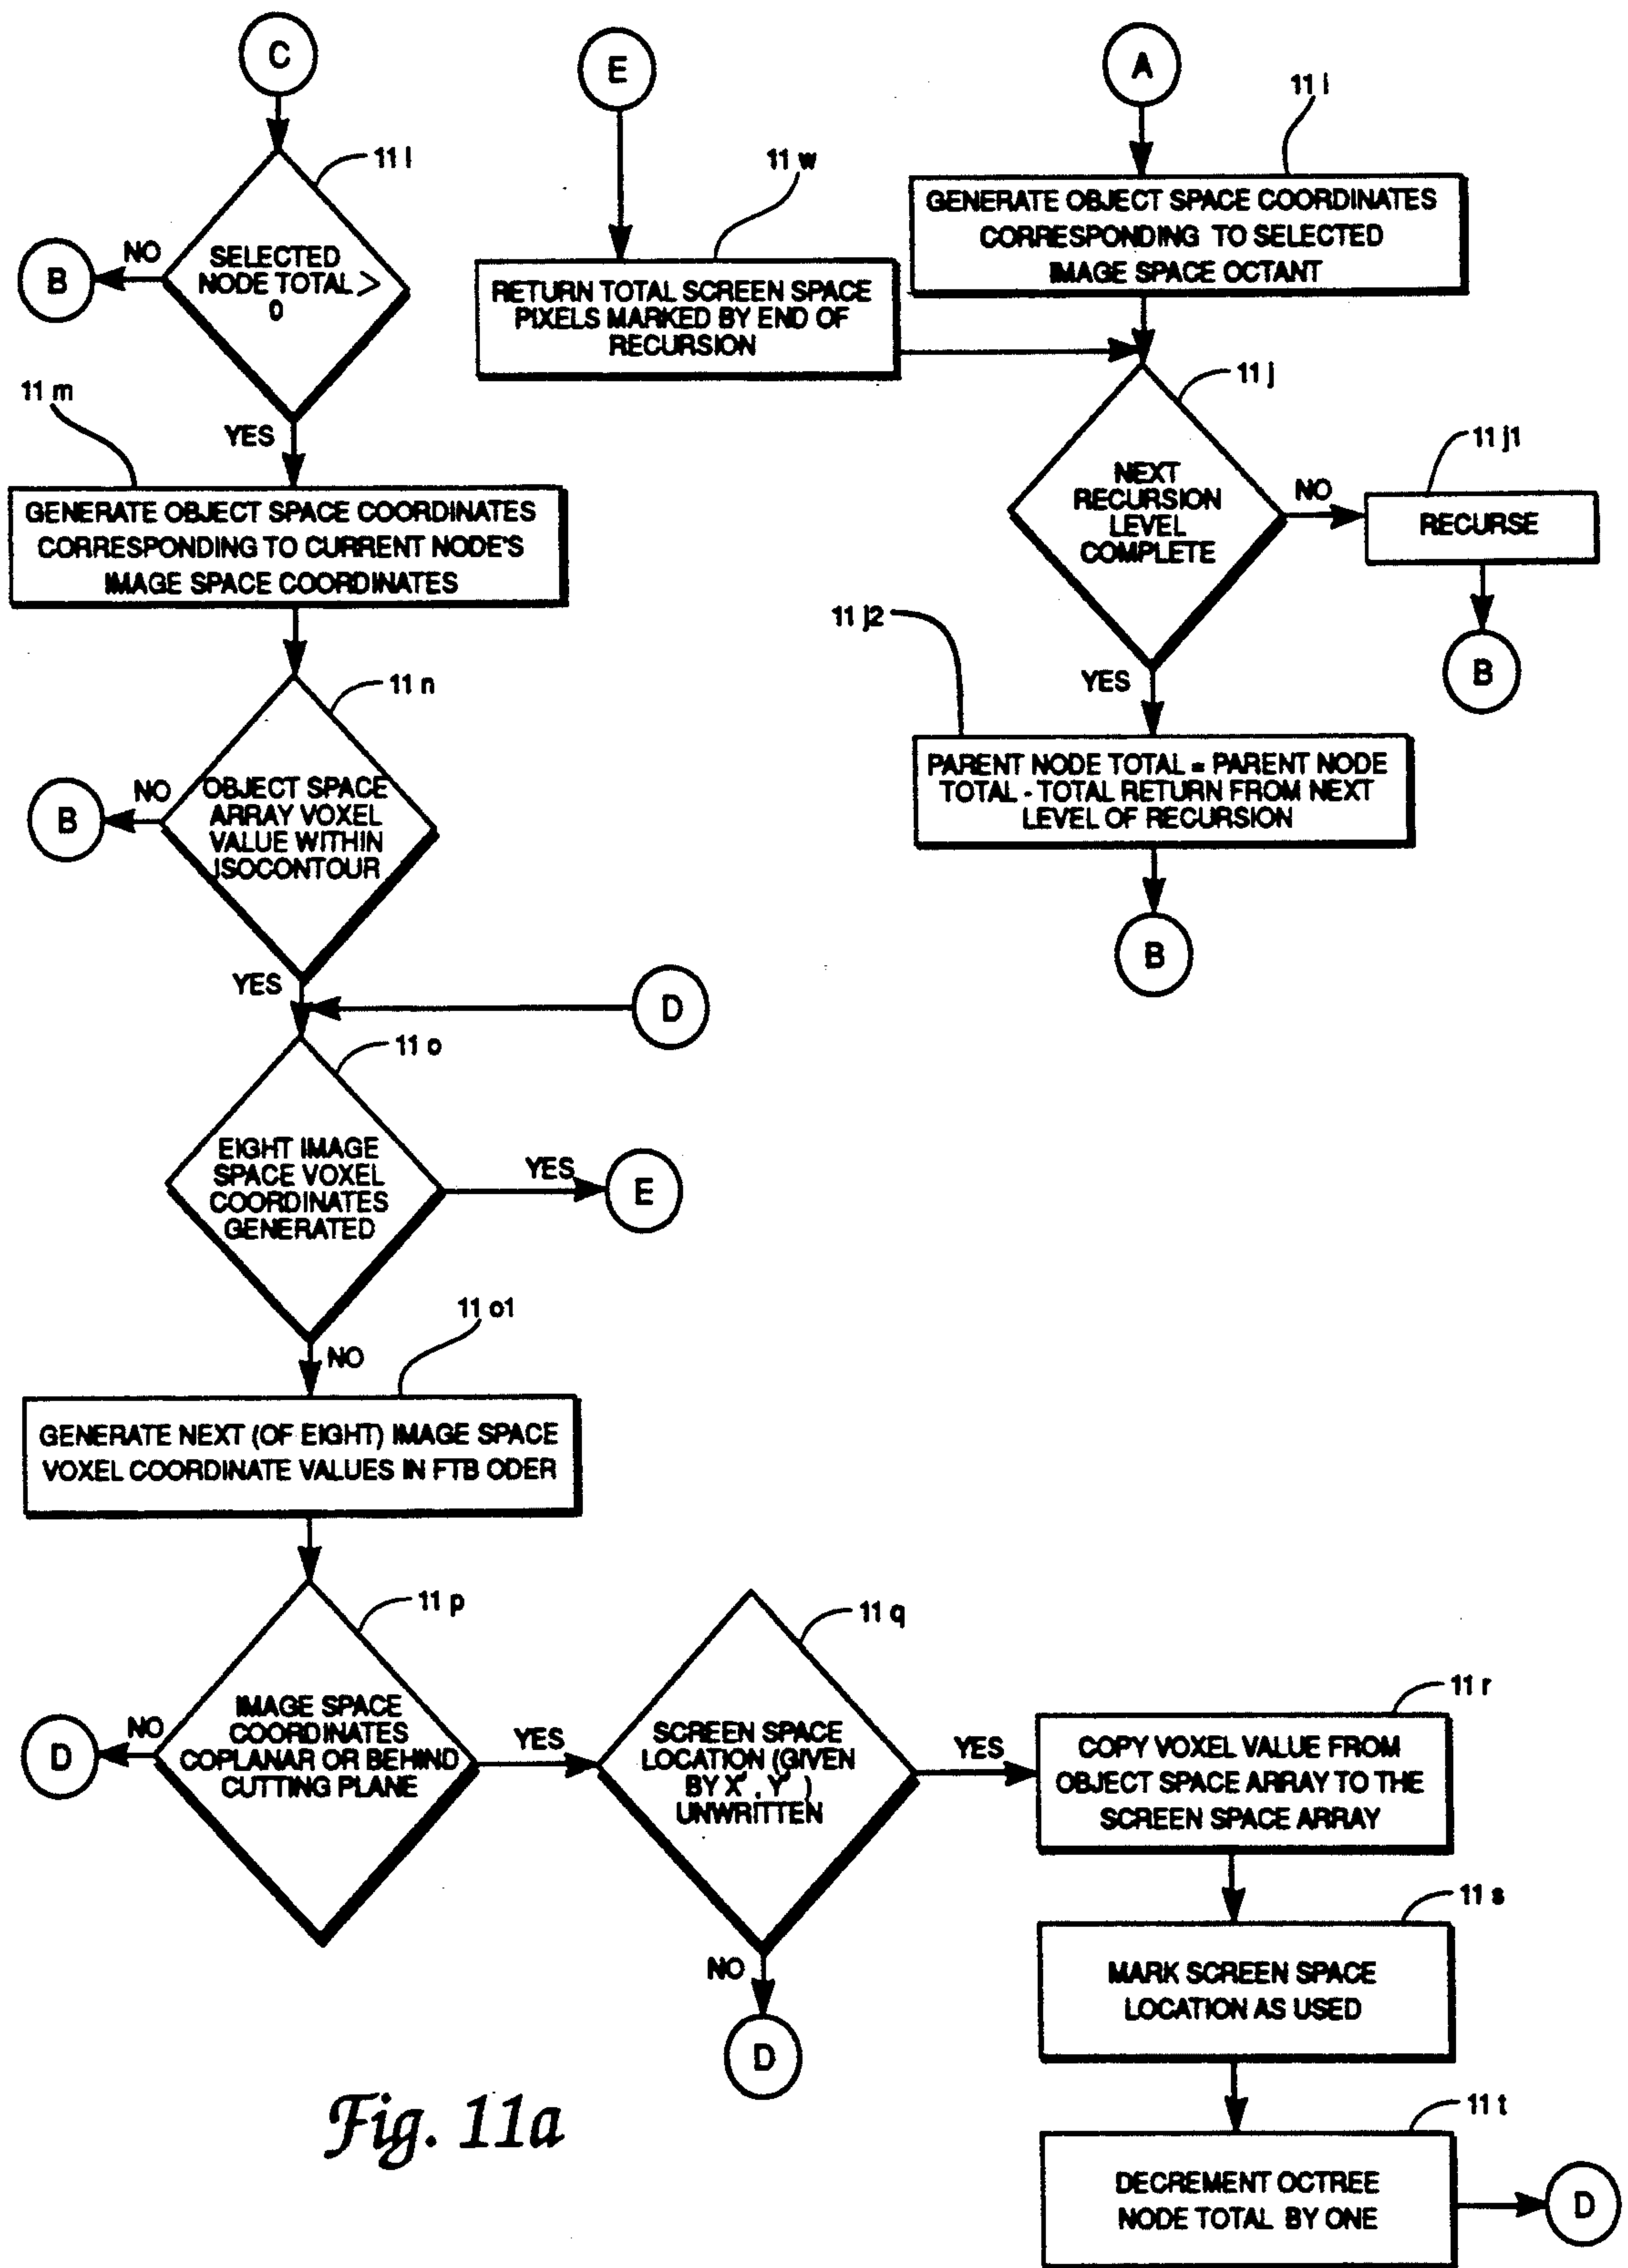 C
11 l
SELECTED
NODE TOTAL >
0
NO
B
YES
11 m
GENERATE OBJECT SPACE COORDINATES
CORRESPONDING TO CURRENT NODE'S
IMAGE SPACE COORDINATES
11 n
OBJECT SPACE
ARRAY VOXEL
VALUE WITHIN
ISOCONTOUR
NO
B
YES
D
11 o
EIGHT IMAGE
SPACE VOXEL
COORDINATES
GENERATED
YES
E
NO
11 o1
GENERATE NEXT (OF EIGHT) IMAGE SPACE
VOXEL COORDINATE VALUES IN FTB ODER
11 p
IMAGE SPACE
COORDINATES
COPLANAR OR BEHIND
CUTTING PLANE
NO
D
YES
11 q
SCREEN SPACE
LOCATION (GIVEN
BY X', Y' )
UNWRITTEN
NO
D
YES
11 r
COPY VOXEL VALUE FROM
OBJECT SPACE ARRAY TO THE
SCREEN SPACE ARRAY
11 s
MARK SCREEN SPACE
LOCATION AS USED
11 t
DECREMENT OCTREE
NODE TOTAL BY ONE
D
E
11 w
RETURN TOTAL SCREEN SPACE
PIXELS MARKED BY END OF
RECURSION
A
11 i
GENERATE OBJECT SPACE COORDINATES
CORRESPONDING TO SELECTED
IMAGE SPACE OCTANT
11 j
NEXT
RECURSION
LEVEL
COMPLETE
NO
11 j1
RECURSE
B
YES
11 j2
PARENT NODE TOTAL = PARENT NODE
TOTAL - TOTAL RETURN FROM NEXT
LEVEL OF RECURSION
B
Fig. 11a